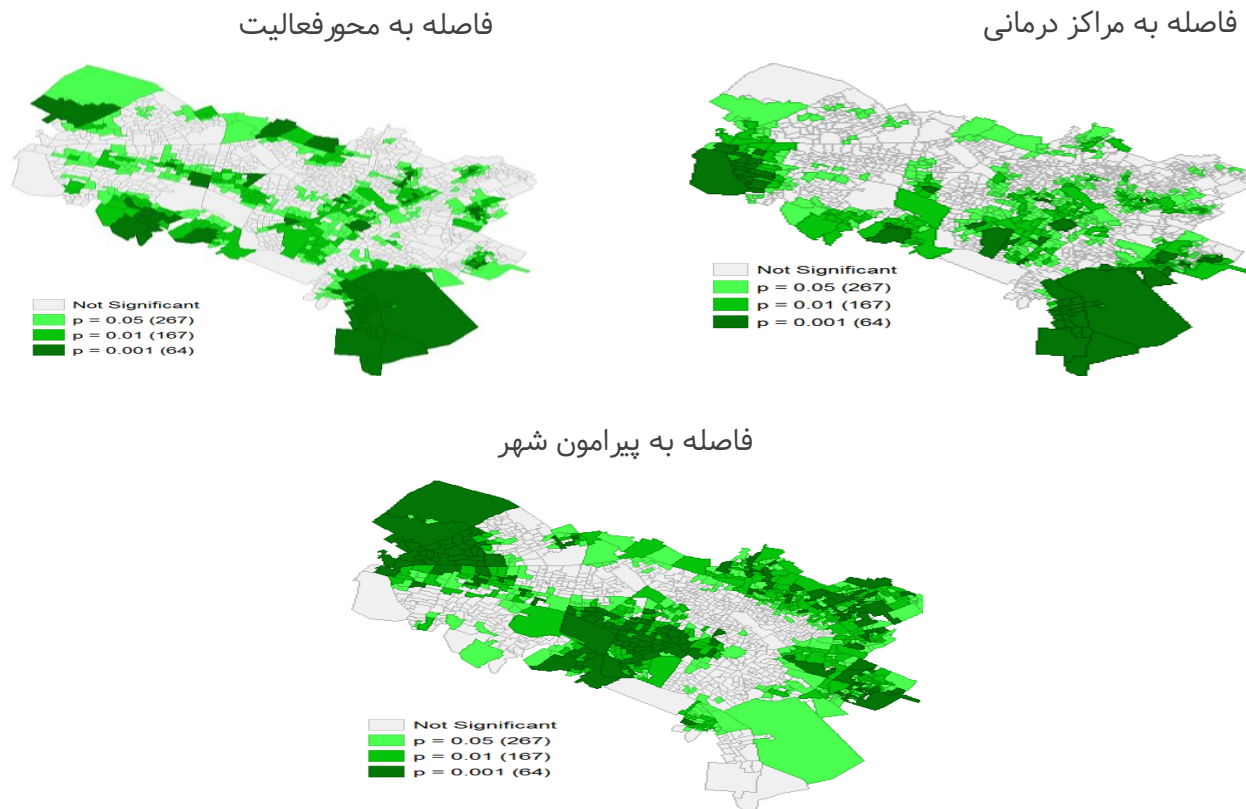 فاصله به مراکز درمانی
فاصله به محورفعالیت
Not Significant
p = 0.05 (267)
p = 0.01 (167)
p = 0.001 (64)
Not Significant
p = 0.05 (267)
p = 0.01 (167)
p = 0.001 (64)
فاصله به پیرامون شهر
Not Significant
p = 0.05 (267)
p = 0.01 (167)
p = 0.001 (64)